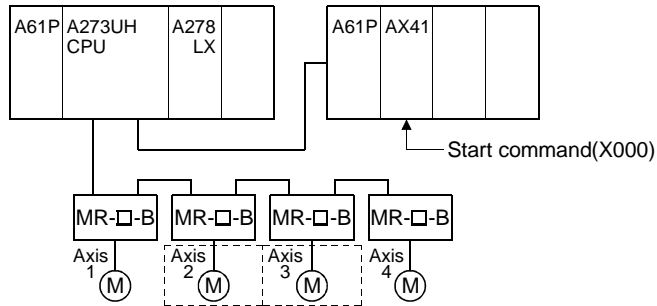 A61P A273UH CPU A278 LX
A61P AX41
Start command(X000)
MR-□-B MR-□-B MR-□-B MR-□-B
Axis 1 Axis 2 Axis 3 Axis 4
M M M M